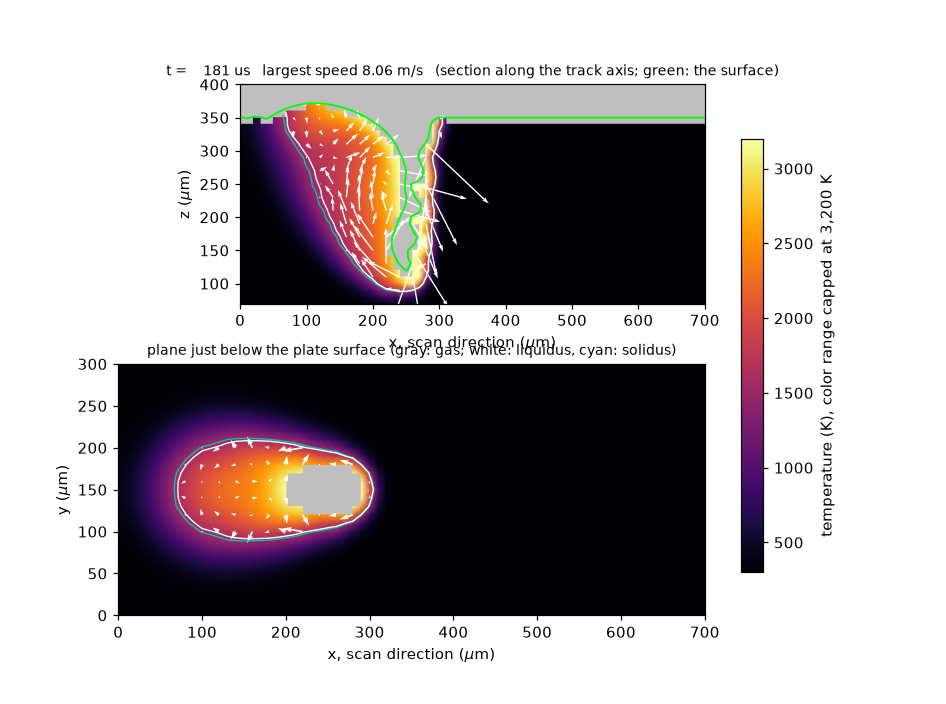 t =    181 us   largest speed 8.06 m/s   (section along the track axis; green: the surface)
400
350
300
250
200
150
100
z (μm)
0 100 200 300 400 500 600 700
x, scan direction (μm)
plane just below the plate surface (gray: gas; white: liquidus, cyan: solidus)
300
250
200
150
100
50
0
y (μm)
0 100 200 300 400 500 600 700
x, scan direction (μm)
3000
2500
2000
1500
1000
500
temperature (K), color range capped at 3,200 K